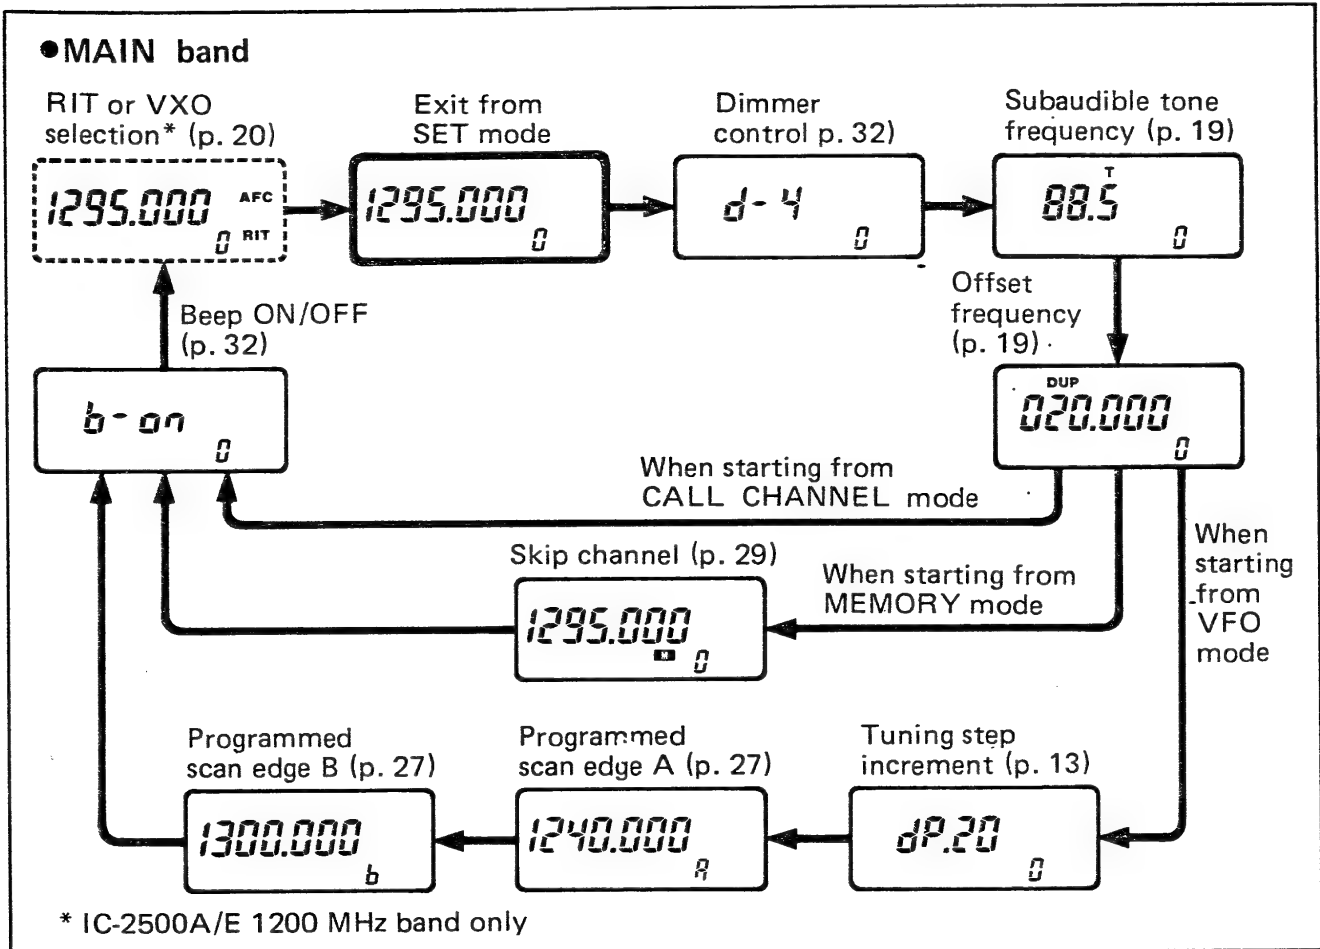 ●MAIN band
RIT or VXO
selection* (p. 20)
1295.000 AFC
0 RIT
Exit from
SET mode
1295.000
0
Dimmer
control p. 32)
d-4
0
Subaudible tone
frequency (p. 19)
T
88.5
0
Offset
frequency
(p. 19)
DUP
020.000
0
Beep ON/OFF
(p. 32)
b-on
0
When starting from
CALL CHANNEL mode
Skip channel (p. 29)
1295.000
M 0
When starting from
MEMORY mode
When
starting
from
VFO
mode
Programmed
scan edge B (p. 27)
1300.000
b
Programmed
scan edge A (p. 27)
1240.000
A
Tuning step
increment (p. 13)
dP.20
0
* IC-2500A/E 1200 MHz band only